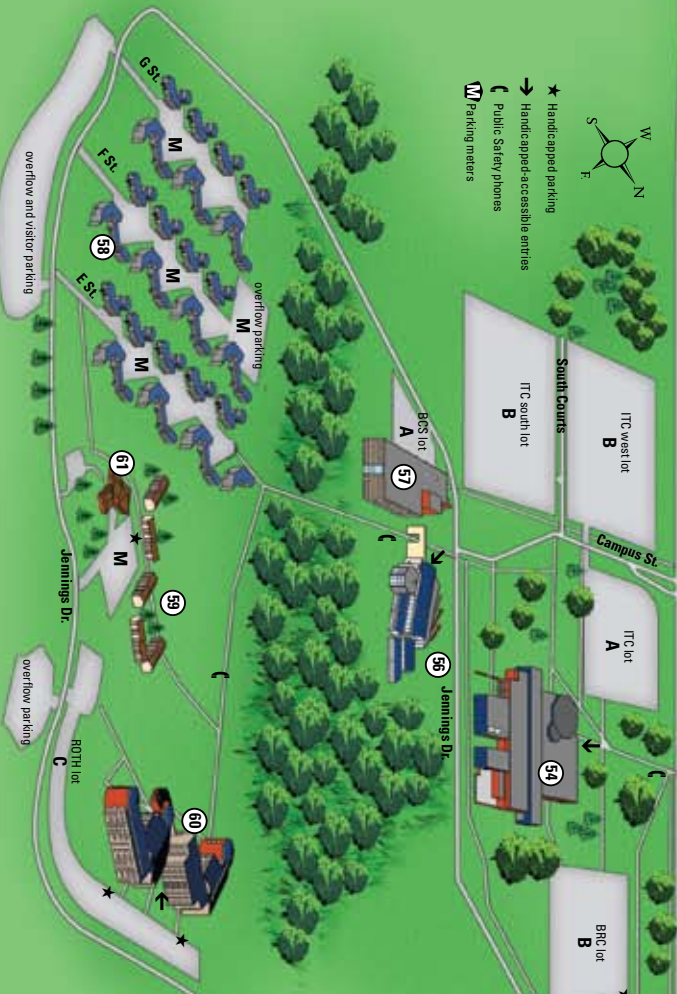 W
N
S
E
★ Handicapped parking
→ Handicapped-accessible entries
C Public Safety phones
M Parking meters
ITC west lot
B
South Courts
ITC south lot
B
Campus St.
ITC lot
A
BRC lot
B
BCS lot
A
57
C
56
Jennings Dr.
54
C
G St.
M
F St.
58
M
overflow parking
M
E St.
M
overflow and visitor parking
61
M
59
C
Jennings Dr.
60
ROTH lot
C
overflow parking